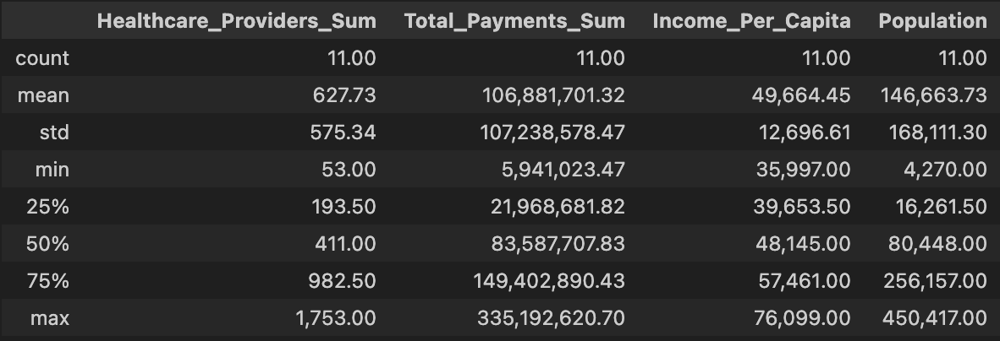 Healthcare_Providers_Sum Total_Payments_Sum Income_Per_Capita Population
count 11.00 11.00 11.00 11.00
mean 627.73 106,881,701.32 49,664.45 146,663.73
std 575.34 107,238,578.47 12,696.61 168,111.30
min 53.00 5,941,023.47 35,997.00 4,270.00
25% 193.50 21,968,681.82 39,653.50 16,261.50
50% 411.00 83,587,707.83 48,145.00 80,448.00
75% 982.50 149,402,890.43 57,461.00 256,157.00
max 1,753.00 335,192,620.70 76,099.00 450,417.00